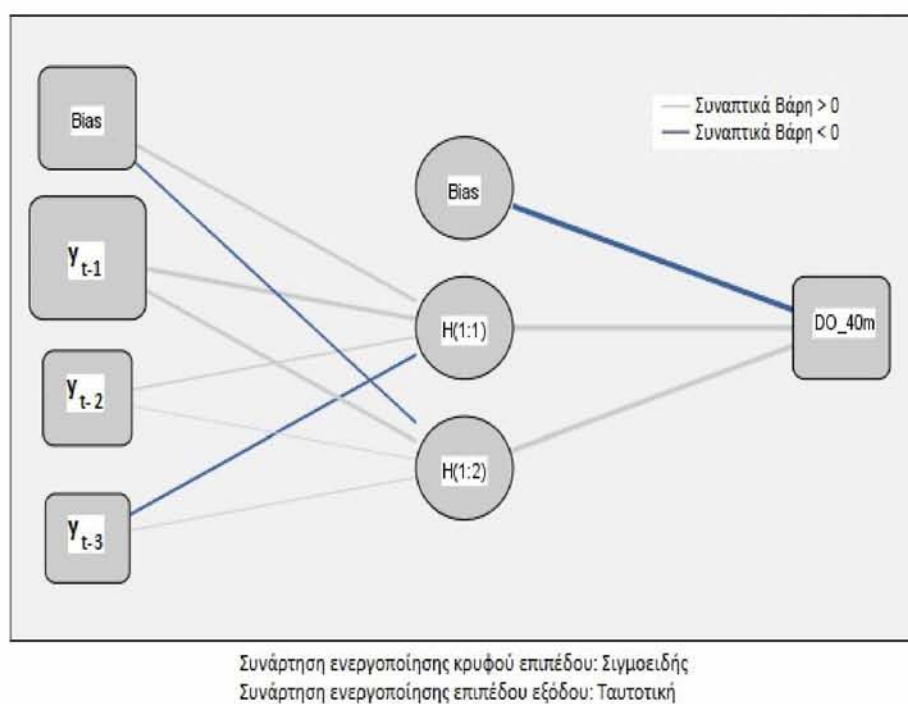 Bias
y t-1
y t-2
y t-3
Bias
H(1:1)
H(1:2)
DO_40m
Συναπτικά Βάρη > 0
Συναπτικά Βάρη < 0
Συνάρτηση ενεργοποίησης κρυφού επιπέδου: Σιγμοειδής
Συνάρτηση ενεργοποίησης επιπέδου εξόδου: Ταυτοτική